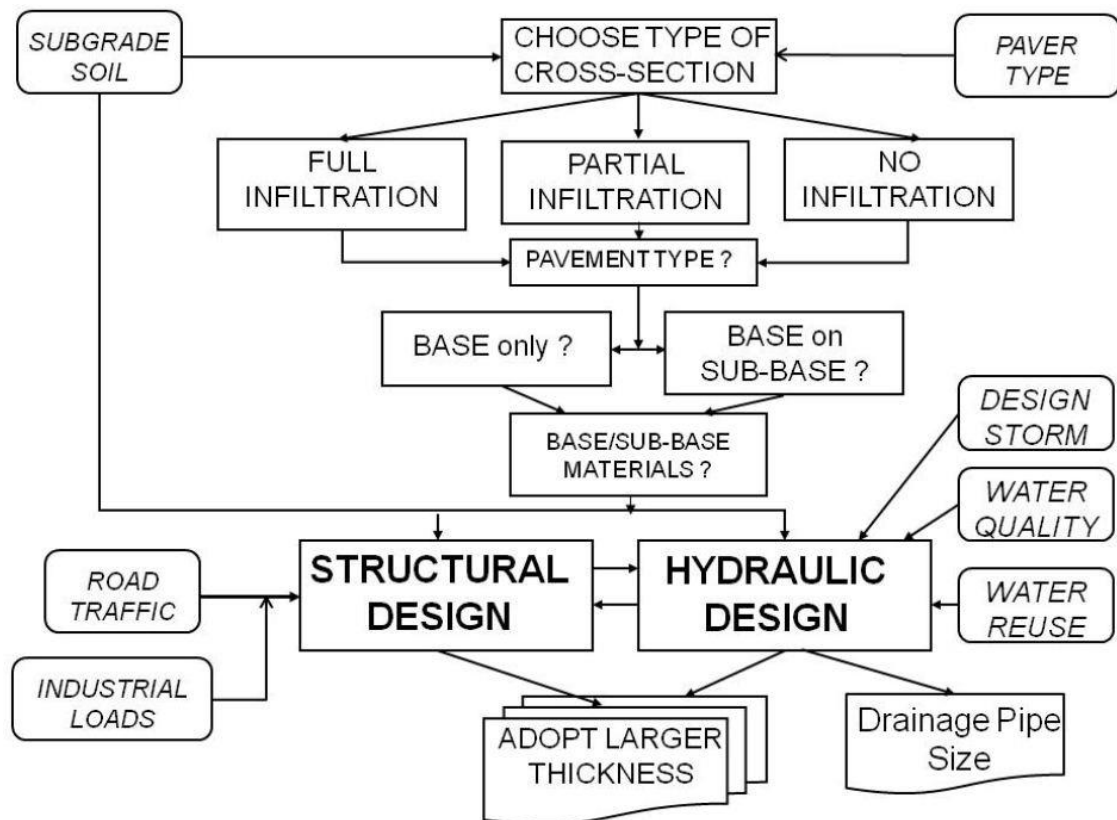 SUBGRADE
SOIL
CHOOSE TYPE OF
CROSS-SECTION
PAVER
TYPE
FULL
INFILTRATION
PARTIAL
INFILTRATION
NO
INFILTRATION
PAVEMENT TYPE ?
BASE only ?
BASE on
SUB-BASE ?
BASE/SUB-BASE
MATERIALS ?
DESIGN
STORM
WATER
QUALITY
ROAD
TRAFFIC
STRUCTURAL
DESIGN
HYDRAULIC
DESIGN
WATER
REUSE
INDUSTRIAL
LOADS
ADOPT LARGER
THICKNESS
Drainage Pipe
Size